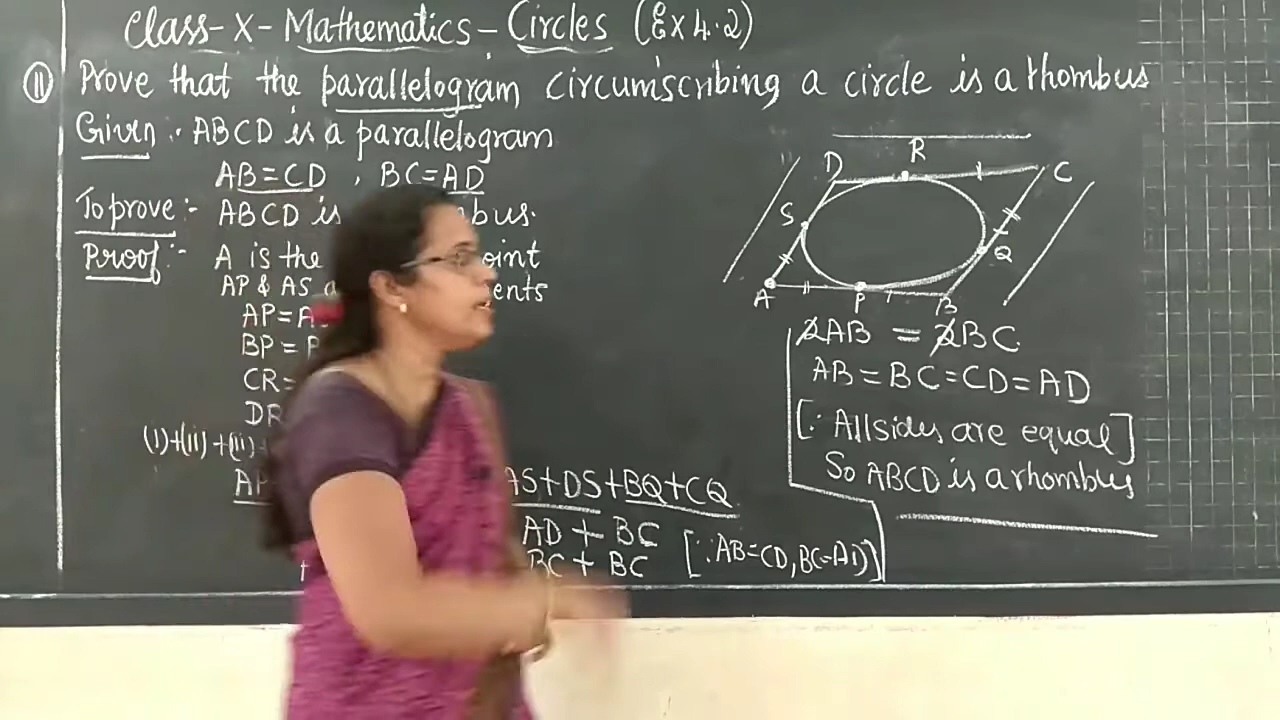 Class-X-Mathematics-Circles (Ex 4.2)
11 Prove that the parallelogram circumscribing a circle is a rhombus
Given :- ABCD is a parallelogram
AB=CD , BC=AD
To prove :- ABCD is bus.
Proof :- A is the oint
AP & AS ents
AP=A
BP=
CR=
DR
(i)+(ii)+(iii)
AP AS+DS+BQ+CQ
AD + BC
BC + BC [∵AB=CD, BC=AD]
D R C
S Q
A P B
2AB = 2BC
AB=BC=CD=AD
[∵ All sides are equal]
So ABCD is a rhombus